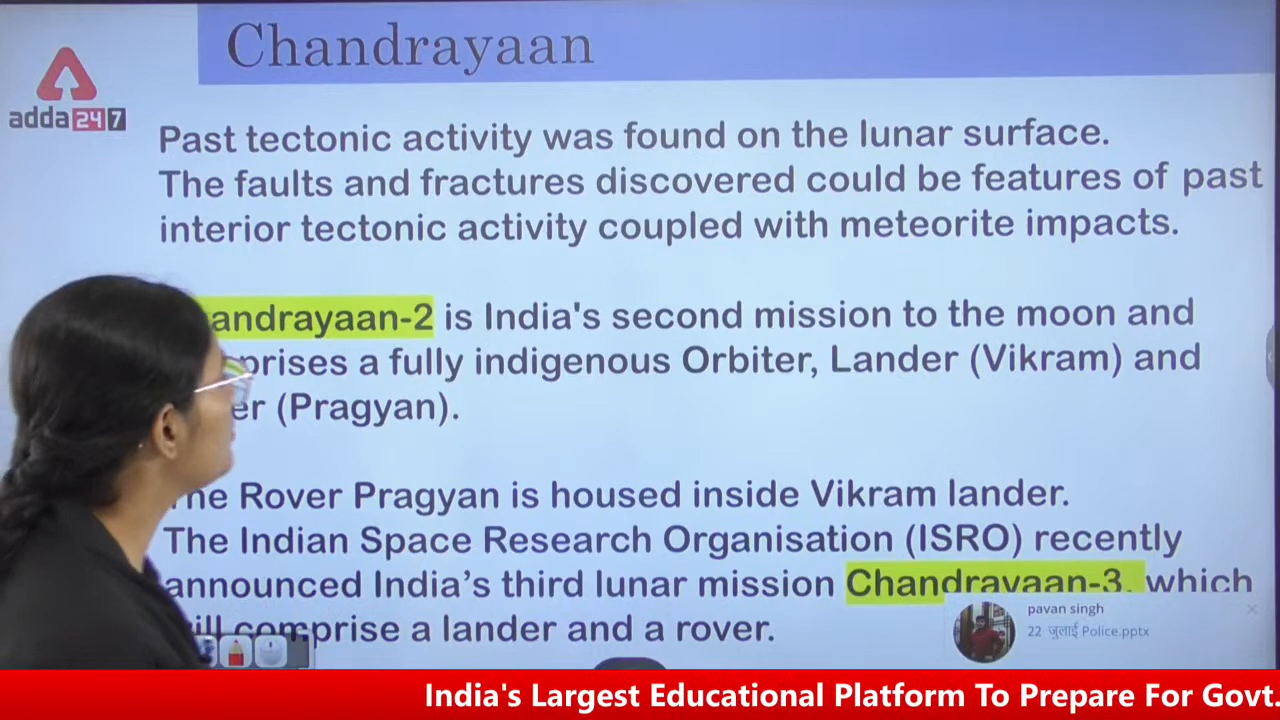 Chandrayaan
adda247
Past tectonic activity was found on the lunar surface.
The faults and fractures discovered could be features of past
interior tectonic activity coupled with meteorite impacts.
andrayaan-2 is India's second mission to the moon and
prises a fully indigenous Orbiter, Lander (Vikram) and
er (Pragyan).
he Rover Pragyan is housed inside Vikram lander.
The Indian Space Research Organisation (ISRO) recently
announced India's third lunar mission Chandrayaan-3, which
ill comprise a lander and a rover.
pavan singh
22 जुलाई Police.pptx
India's Largest Educational Platform To Prepare For Govt.